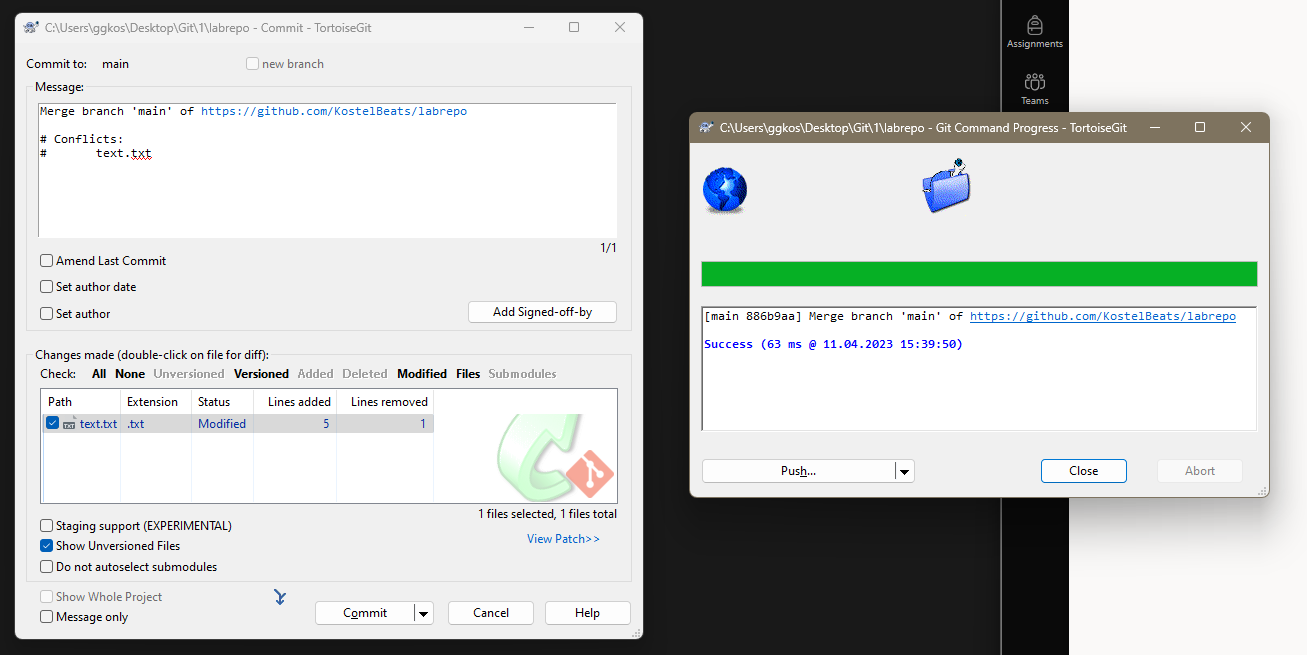 C:\Users\ggkos\Desktop\Git\1\labrepo - Commit - TortoiseGit
Commit to: main
new branch
Message:
Merge branch 'main' of https://github.com/KostelBeats/labrepo
# Conflicts:
#       text.txt
1/1
Amend Last Commit
Set author date
Set author
Add Signed-off-by
Changes made (double-click on file for diff):
Check: All None Unversioned Versioned Added Deleted Modified Files Submodules
Path Extension Status Lines added Lines removed
text.txt .txt Modified 5 1
1 files selected, 1 files total
View Patch>>
Staging support (EXPERIMENTAL)
Show Unversioned Files
Do not autoselect submodules
Show Whole Project
Message only
Commit
Cancel
Help
Assignments
Teams
C:\Users\ggkos\Desktop\Git\1\labrepo - Git Command Progress - TortoiseGit
[main 886b9aa] Merge branch 'main' of https://github.com/KostelBeats/labrepo
Success (63 ms @ 11.04.2023 15:39:50)
Push...
Close
Abort